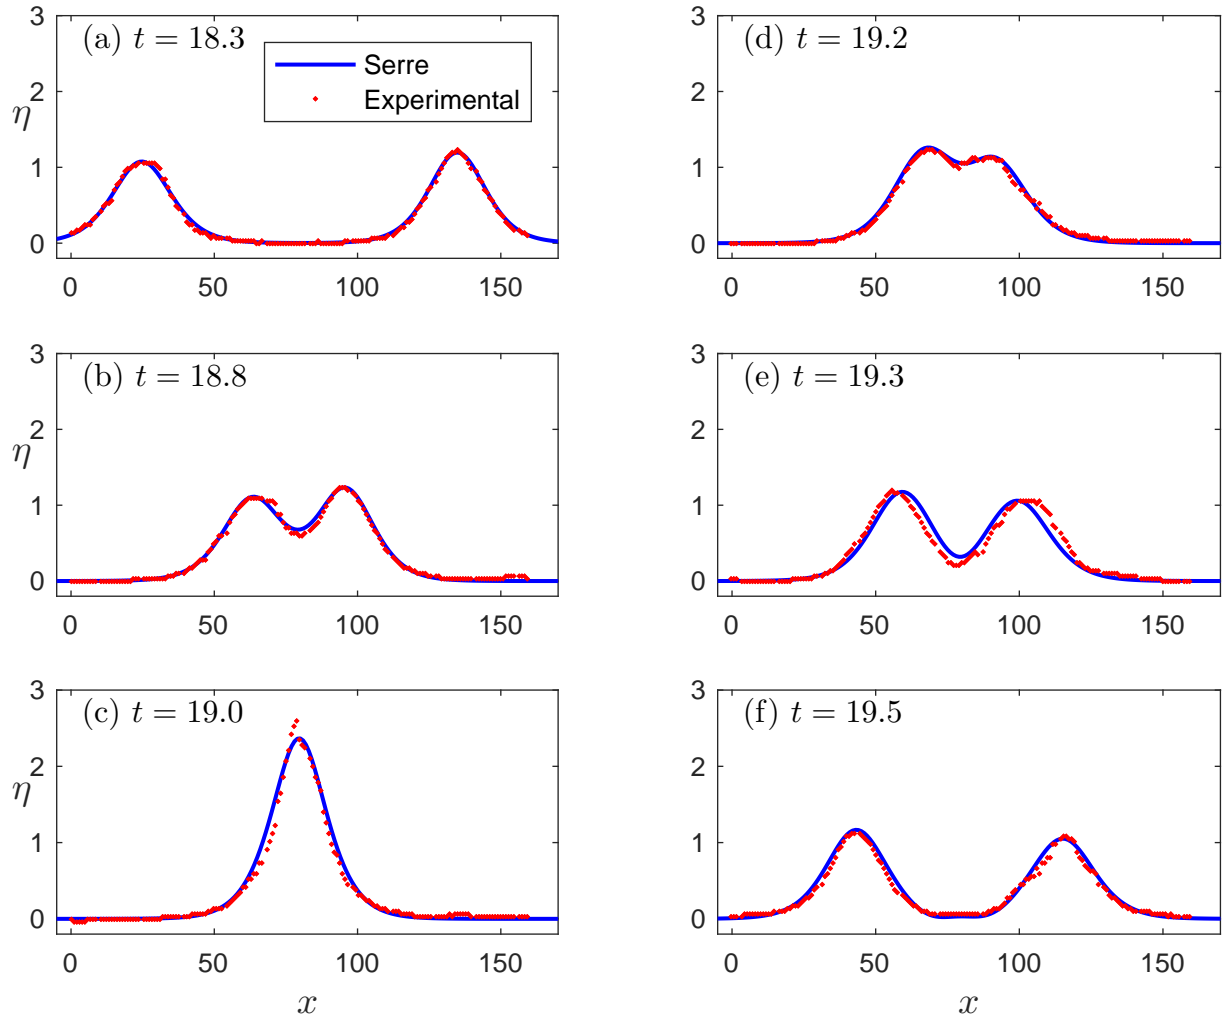 (a) t = 18.3
Serre
Experimental
η
3
2
1
0
0 50 100 150
(d) t = 19.2
3
2
1
0
0 50 100 150
(b) t = 18.8
η
3
2
1
0
0 50 100 150
(e) t = 19.3
3
2
1
0
0 50 100 150
(c) t = 19.0
η
3
2
1
0
0 50 100 150
x
(f) t = 19.5
3
2
1
0
0 50 100 150
x